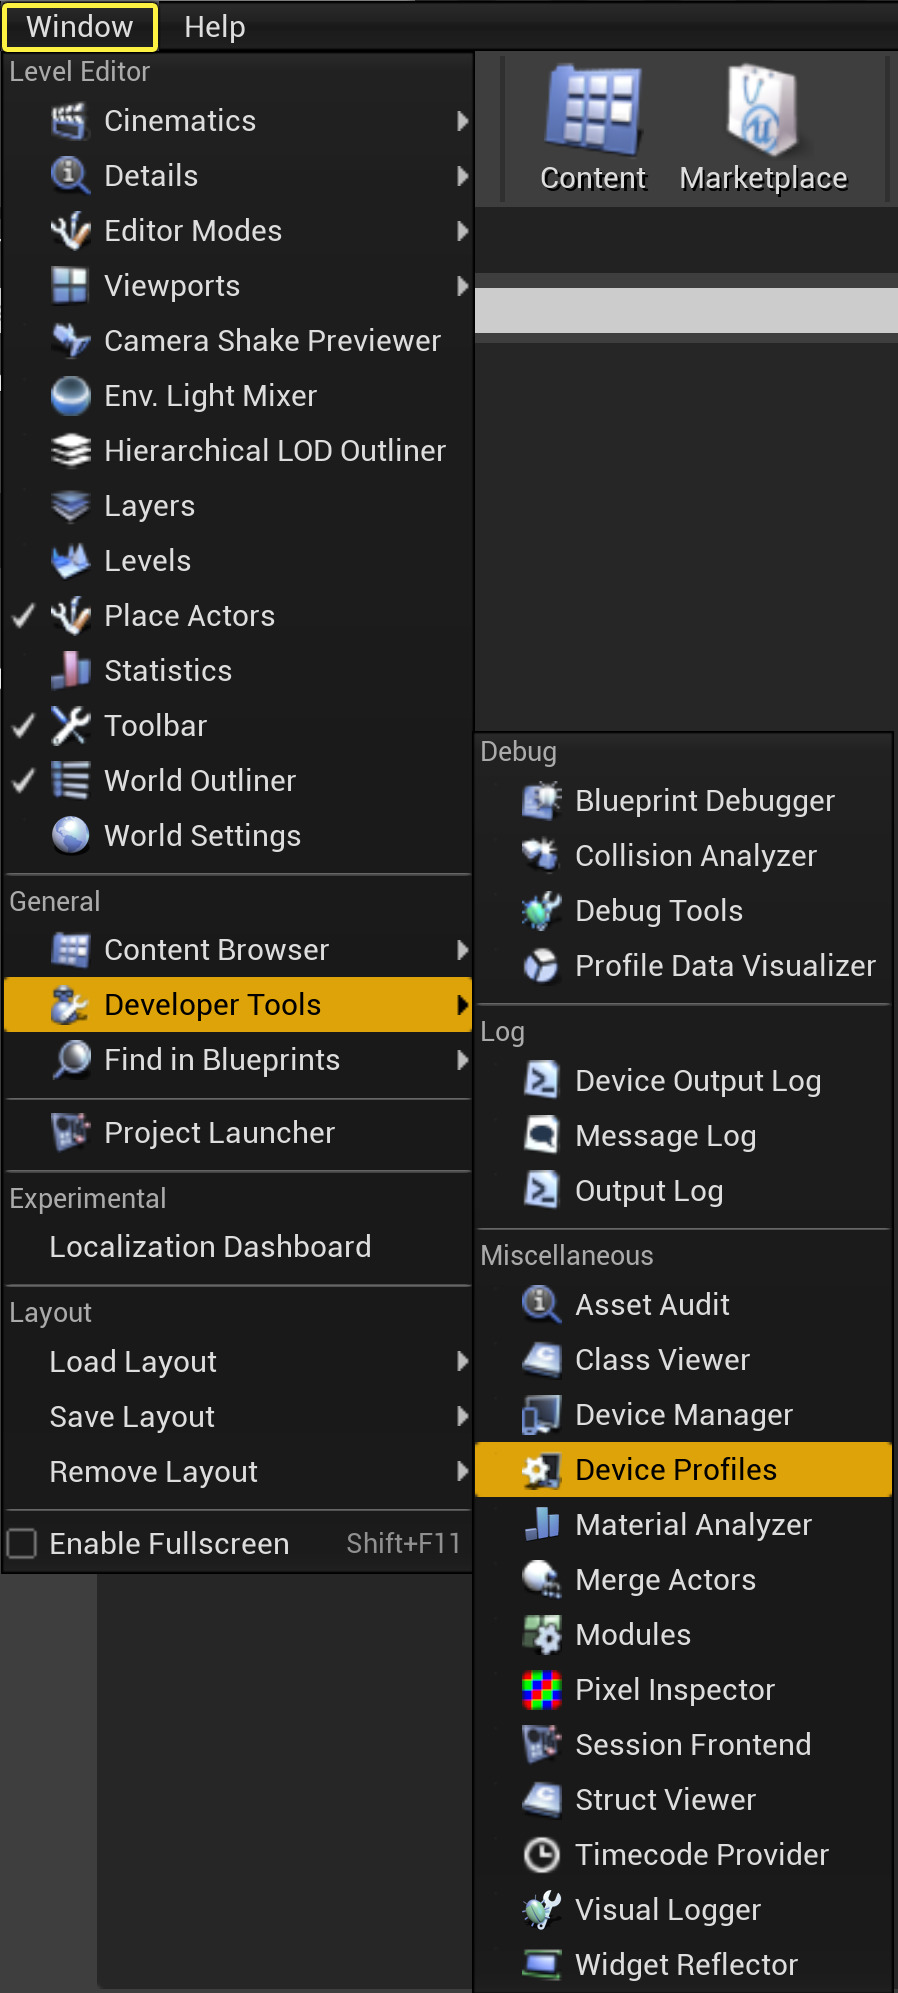 Window Help
Level Editor
Cinematics
Details
Editor Modes
Viewports
Camera Shake Previewer
Env. Light Mixer
Hierarchical LOD Outliner
Layers
Levels
Place Actors
Statistics
Toolbar
World Outliner
World Settings
General
Content Browser
Developer Tools
Find in Blueprints
Project Launcher
Experimental
Localization Dashboard
Layout
Load Layout
Save Layout
Remove Layout
Enable Fullscreen Shift+F11
Content Marketplace
Debug
Blueprint Debugger
Collision Analyzer
Debug Tools
Profile Data Visualizer
Log
Device Output Log
Message Log
Output Log
Miscellaneous
Asset Audit
Class Viewer
Device Manager
Device Profiles
Material Analyzer
Merge Actors
Modules
Pixel Inspector
Session Frontend
Struct Viewer
Timecode Provider
Visual Logger
Widget Reflector